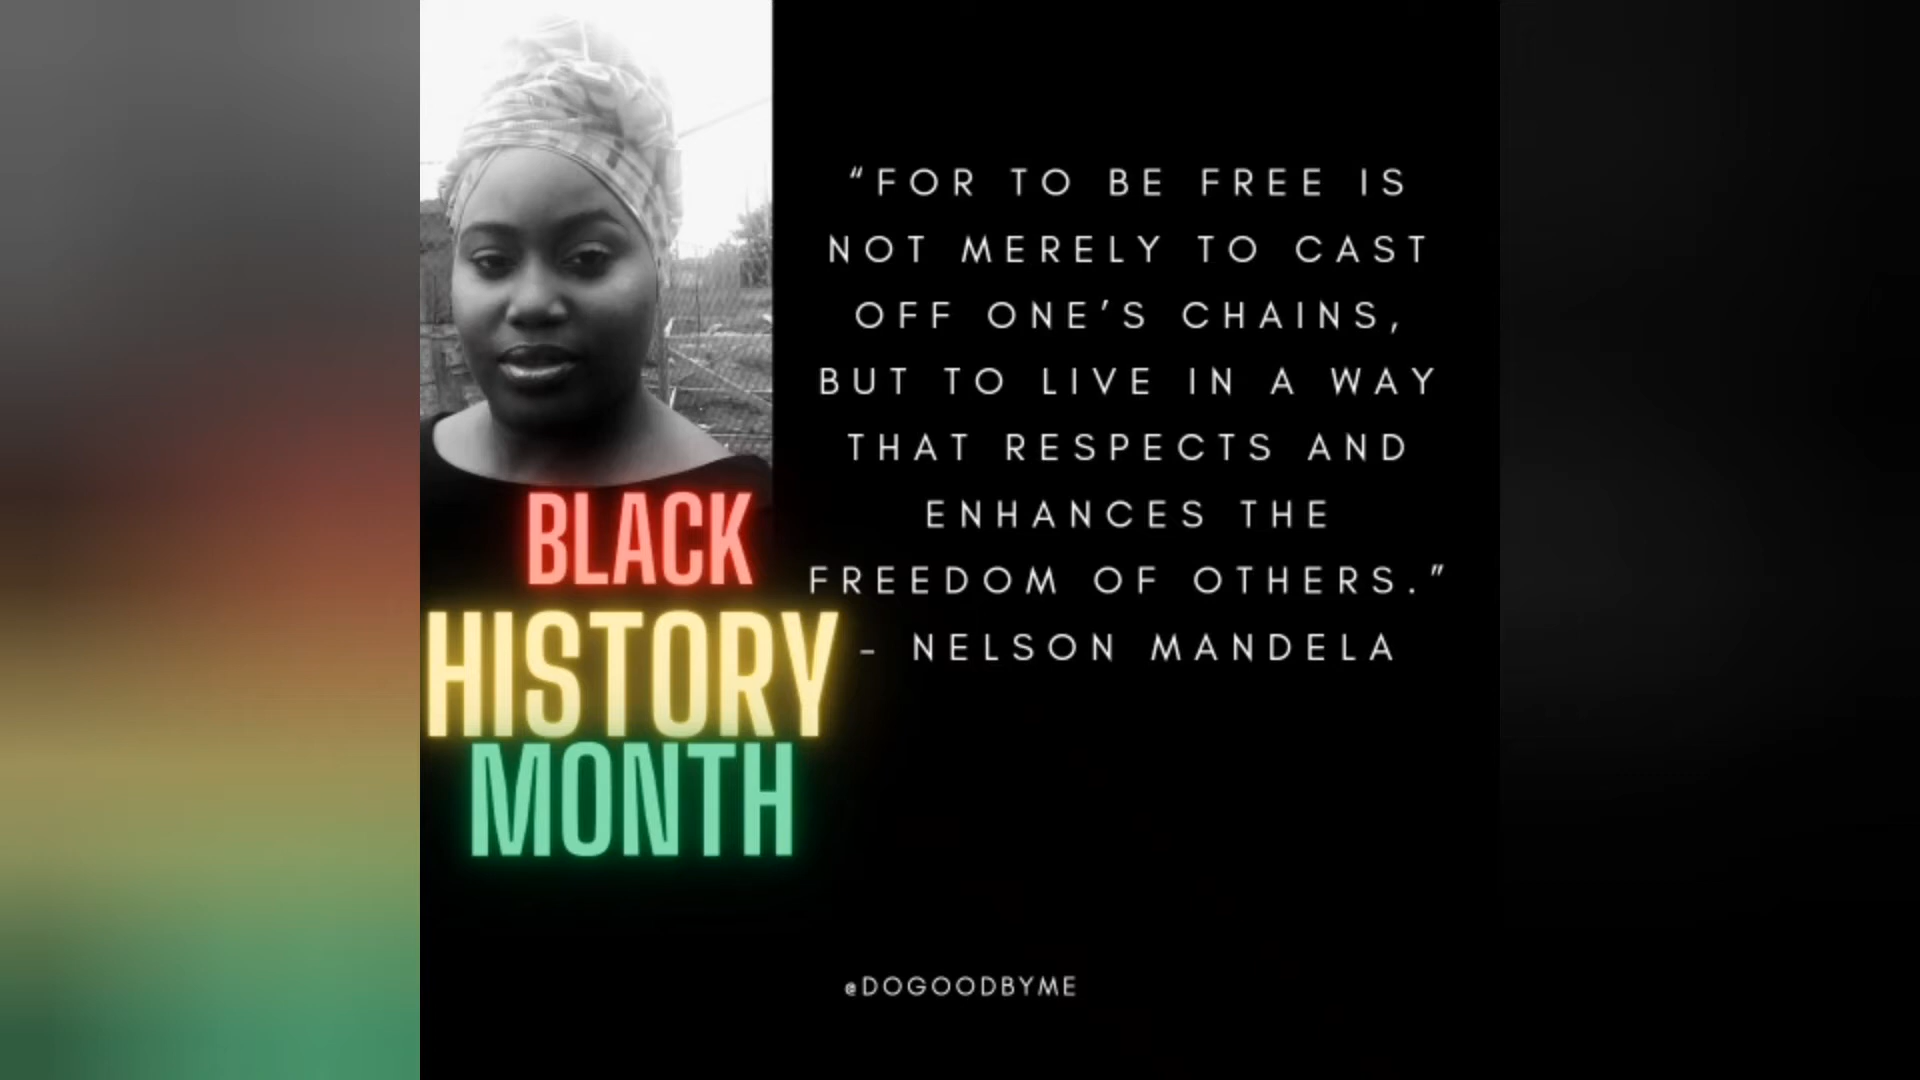 “FOR TO BE FREE IS
NOT MERELY TO CAST
OFF ONE’S CHAINS,
BUT TO LIVE IN A WAY
THAT RESPECTS AND
ENHANCES THE
FREEDOM OF OTHERS.”
- NELSON MANDELA
BLACK
HISTORY
MONTH
@DOGOODBYME